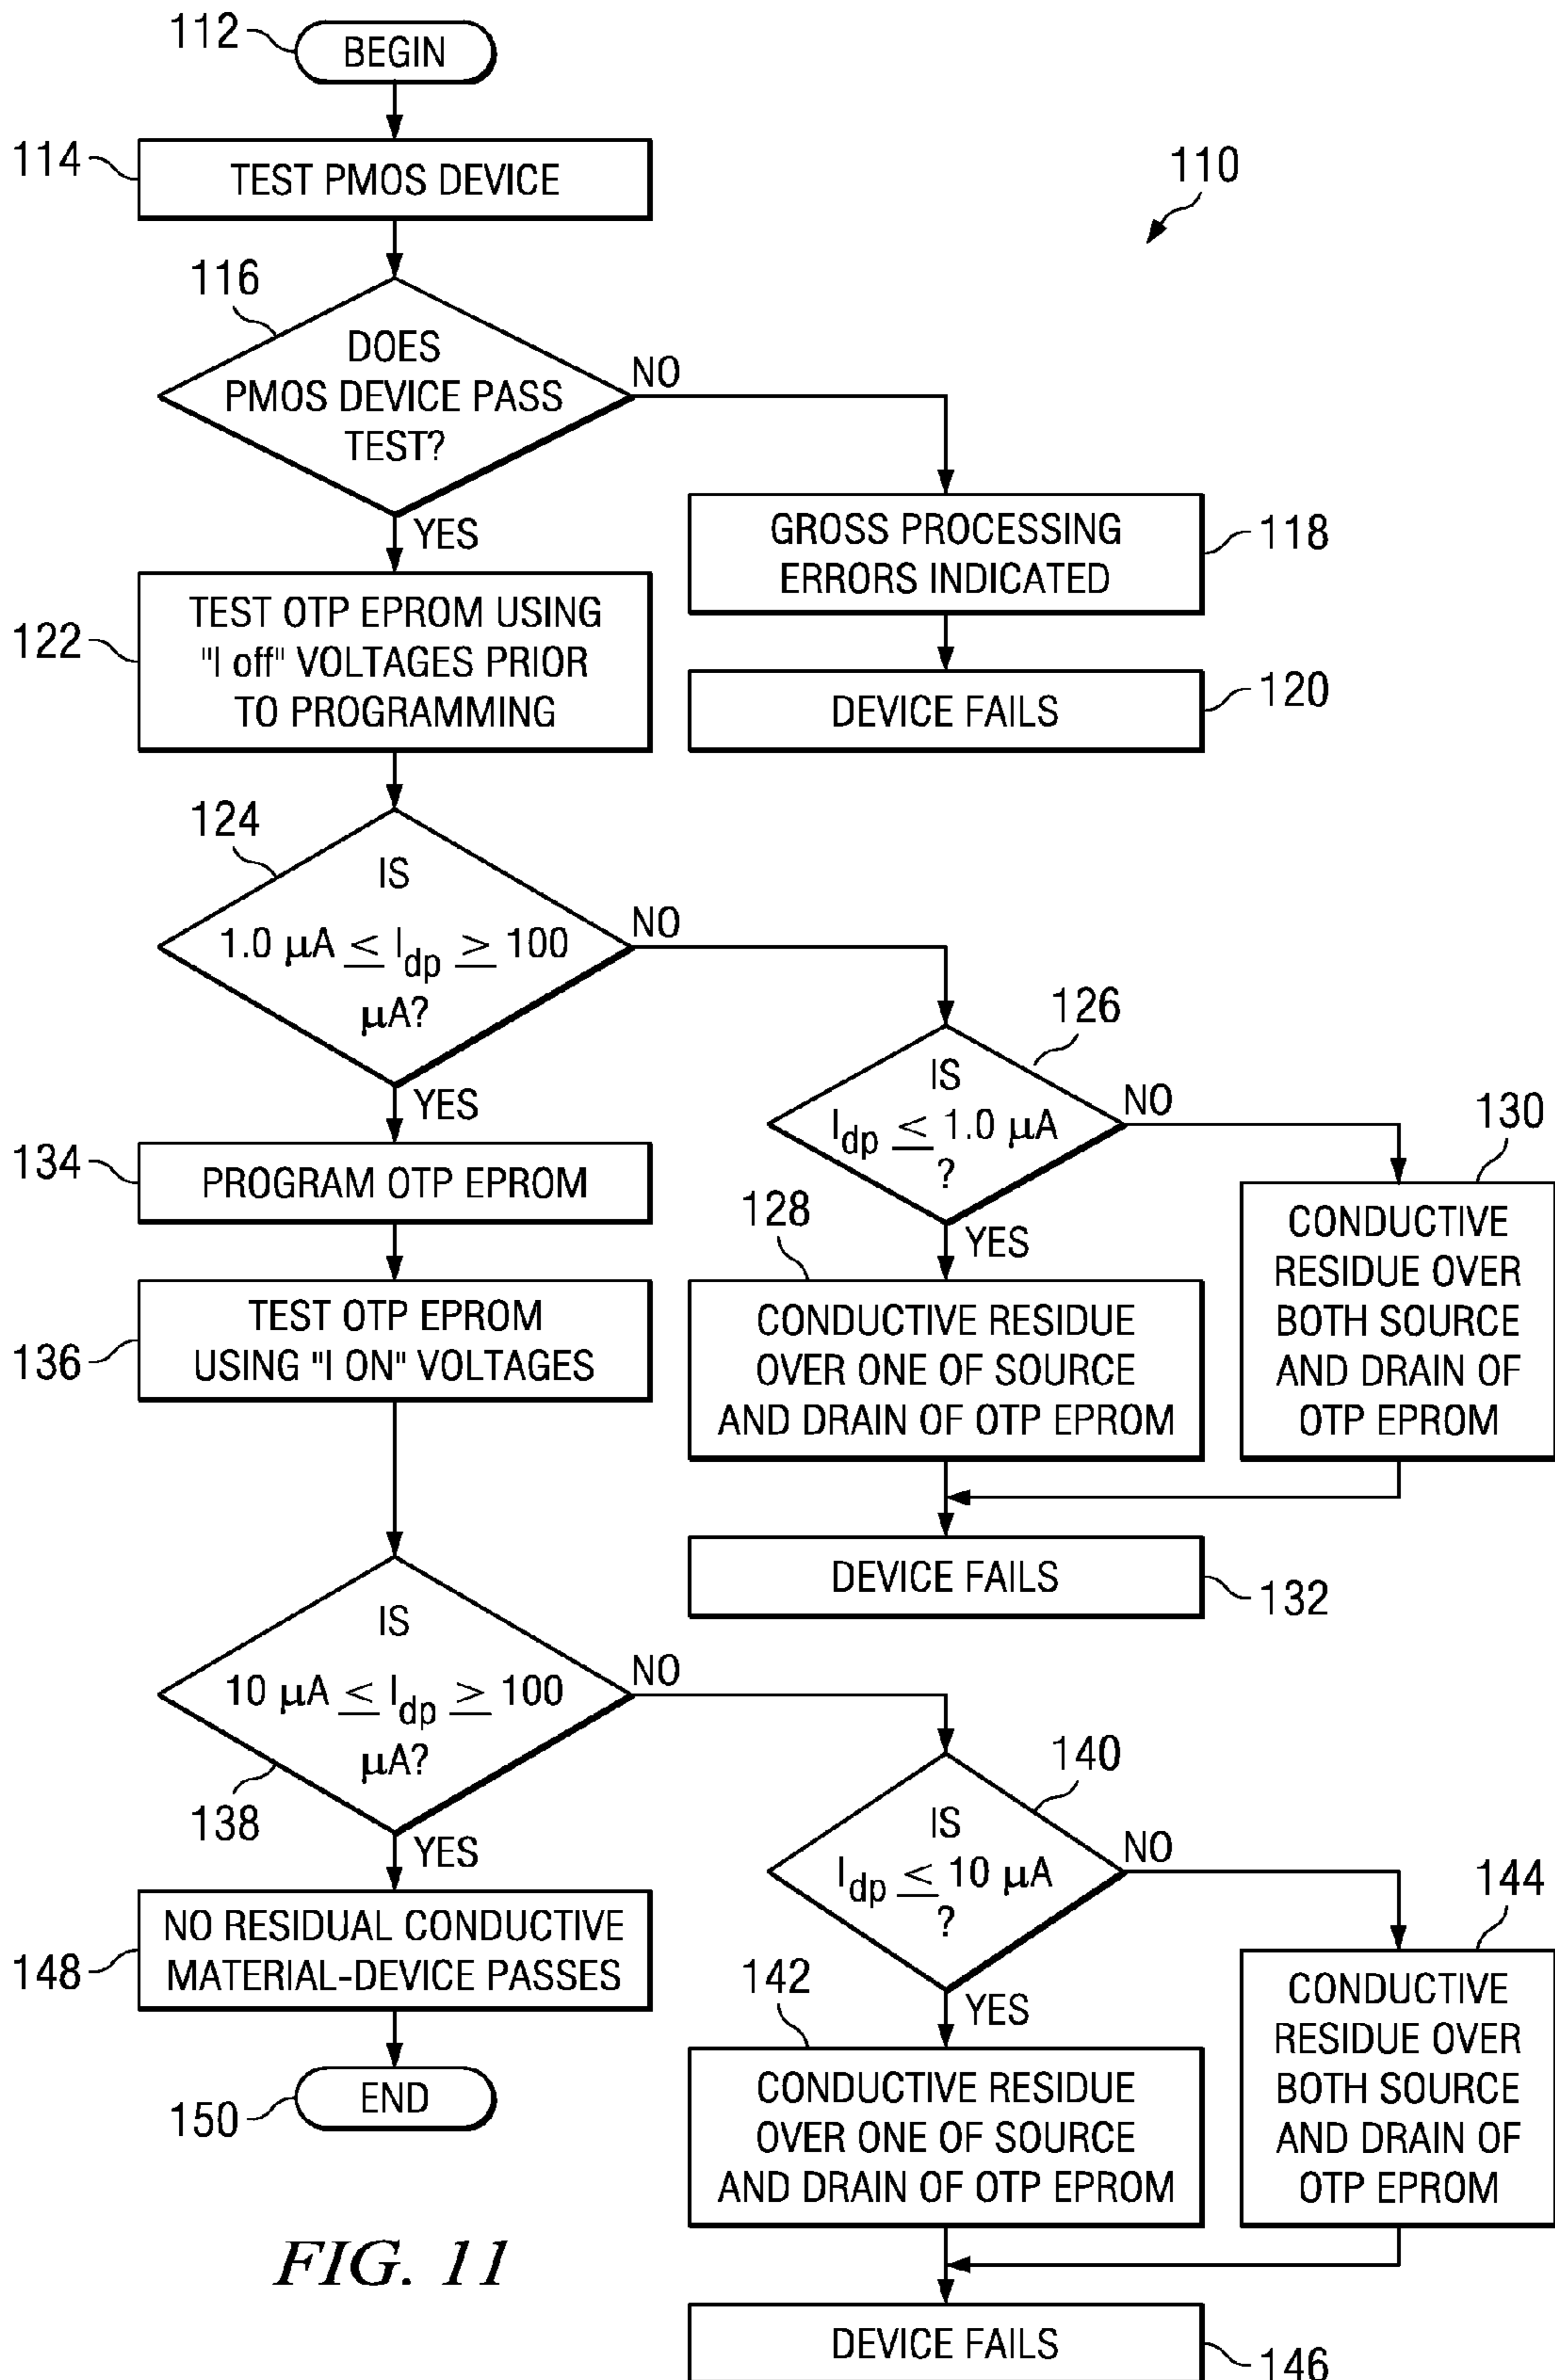 112
BEGIN
114
TEST PMOS DEVICE
110
116
DOES
PMOS DEVICE PASS
TEST?
NO
YES
GROSS PROCESSING
ERRORS INDICATED
118
122
TEST OTP EPROM USING
"I off" VOLTAGES PRIOR
TO PROGRAMMING
DEVICE FAILS
120
124
IS
1.0 µA ≤ Idp ≥ 100
µA?
NO
YES
126
IS
Idp ≤ 1.0 µA
?
NO
YES
130
CONDUCTIVE
RESIDUE OVER
BOTH SOURCE
AND DRAIN OF
OTP EPROM
134
PROGRAM OTP EPROM
128
CONDUCTIVE RESIDUE
OVER ONE OF SOURCE
AND DRAIN OF OTP EPROM
136
TEST OTP EPROM
USING "I ON" VOLTAGES
DEVICE FAILS
132
IS
10 µA ≤ Idp ≥ 100
µA?
138
NO
YES
140
IS
Idp ≤ 10 µA
?
NO
YES
144
CONDUCTIVE
RESIDUE OVER
BOTH SOURCE
AND DRAIN OF
OTP EPROM
148
NO RESIDUAL CONDUCTIVE
MATERIAL-DEVICE PASSES
142
CONDUCTIVE RESIDUE
OVER ONE OF SOURCE
AND DRAIN OF OTP EPROM
150
END
DEVICE FAILS
146
FIG. 11